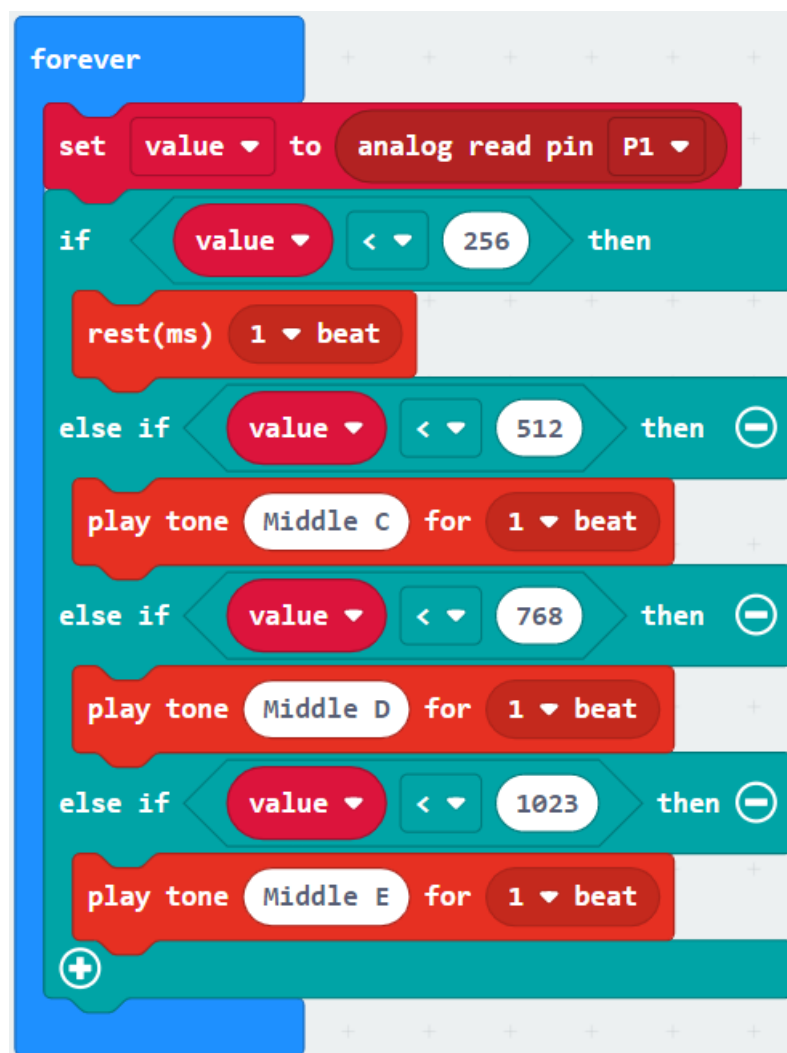 forever
set value to analog read pin P1
if value < 256 then
rest(ms) 1 beat
else if value < 512 then
play tone Middle C for 1 beat
else if value < 768 then
play tone Middle D for 1 beat
else if value < 1023 then
play tone Middle E for 1 beat